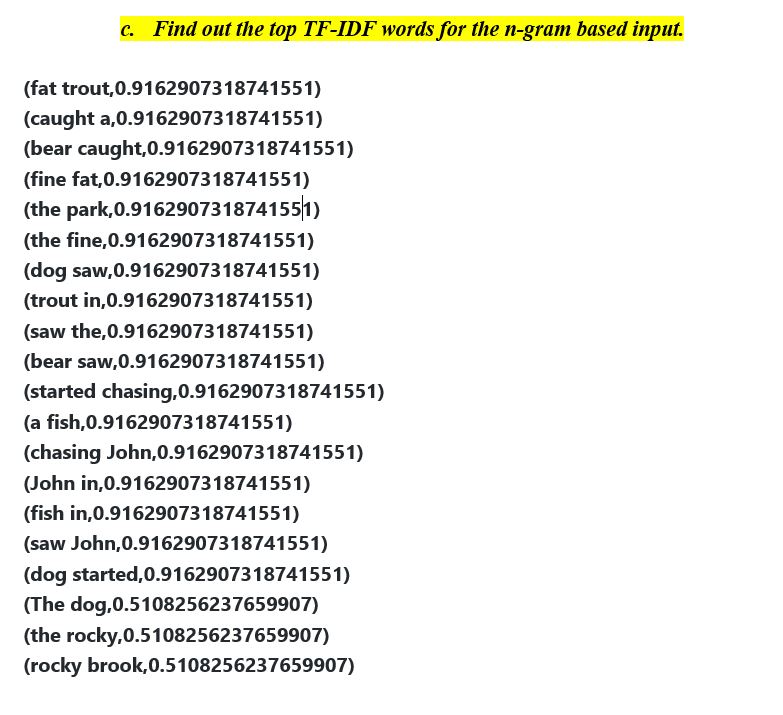 c. Find out the top TF-IDF words for the n-gram based input.
(fat trout,0.9162907318741551)
(caught a,0.9162907318741551)
(bear caught,0.9162907318741551)
(fine fat,0.9162907318741551)
(the park,0.9162907318741551)
(the fine,0.9162907318741551)
(dog saw,0.9162907318741551)
(trout in,0.9162907318741551)
(saw the,0.9162907318741551)
(bear saw,0.9162907318741551)
(started chasing,0.9162907318741551)
(a fish,0.9162907318741551)
(chasing John,0.9162907318741551)
(John in,0.9162907318741551)
(fish in,0.9162907318741551)
(saw John,0.9162907318741551)
(dog started,0.9162907318741551)
(The dog,0.5108256237659907)
(the rocky,0.5108256237659907)
(rocky brook,0.5108256237659907)